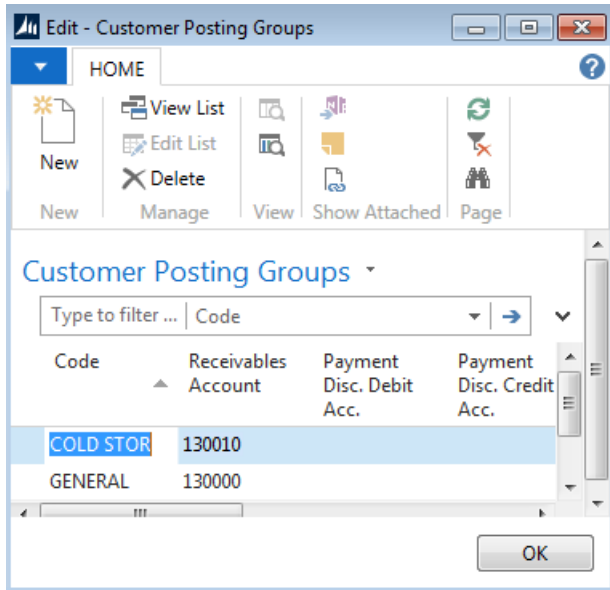 Edit - Customer Posting Groups
HOME
New
View List
Edit List
Delete
New
Manage
View
Show Attached
Page
Customer Posting Groups
Type to filter ... Code
Code
Receivables Account
Payment Disc. Debit Acc.
Payment Disc. Credit Acc.
COLD STOR 130010
GENERAL 130000
OK